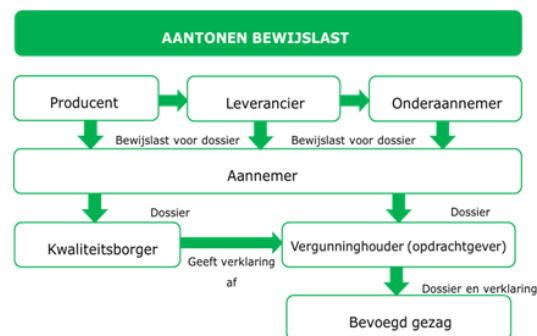 AANTONEN BEWIJSLAST
Producent
Leverancier
Onderaannemer
Bewijslast voor dossier
Bewijslast voor dossier
Aannemer
Dossier
Dossier
Kwaliteitsborger
Vergunninghouder (opdrachtgever)
Geeft verklaring
af
Dossier en verklaring
Bevoegd gezag